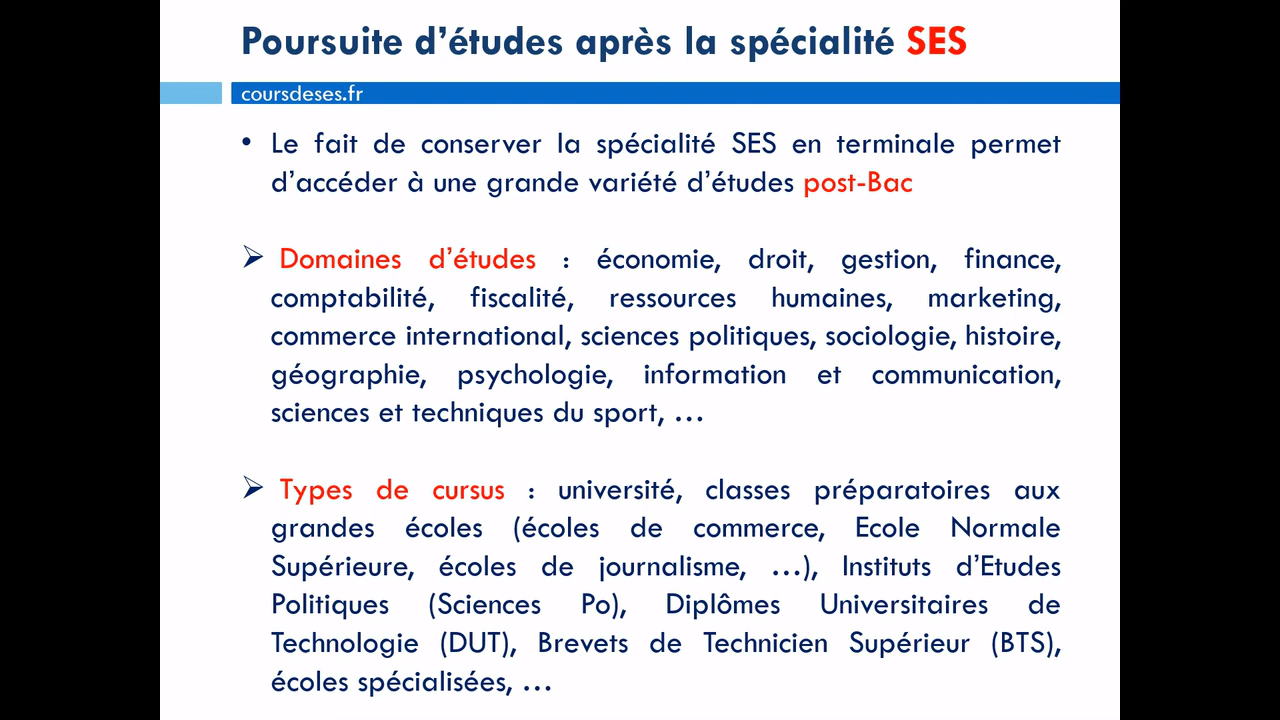 Poursuite d’études après la spécialité SES
coursdeses.fr
• Le fait de conserver la spécialité SES en terminale permet
d’accéder à une grande variété d’études post-Bac
➢ Domaines d’études : économie, droit, gestion, finance,
comptabilité, fiscalité, ressources humaines, marketing,
commerce international, sciences politiques, sociologie, histoire,
géographie, psychologie, information et communication,
sciences et techniques du sport, …
➢ Types de cursus : université, classes préparatoires aux
grandes écoles (écoles de commerce, Ecole Normale
Supérieure, écoles de journalisme, …), Instituts d’Etudes
Politiques (Sciences Po), Diplômes Universitaires de
Technologie (DUT), Brevets de Technicien Supérieur (BTS),
écoles spécialisées, …